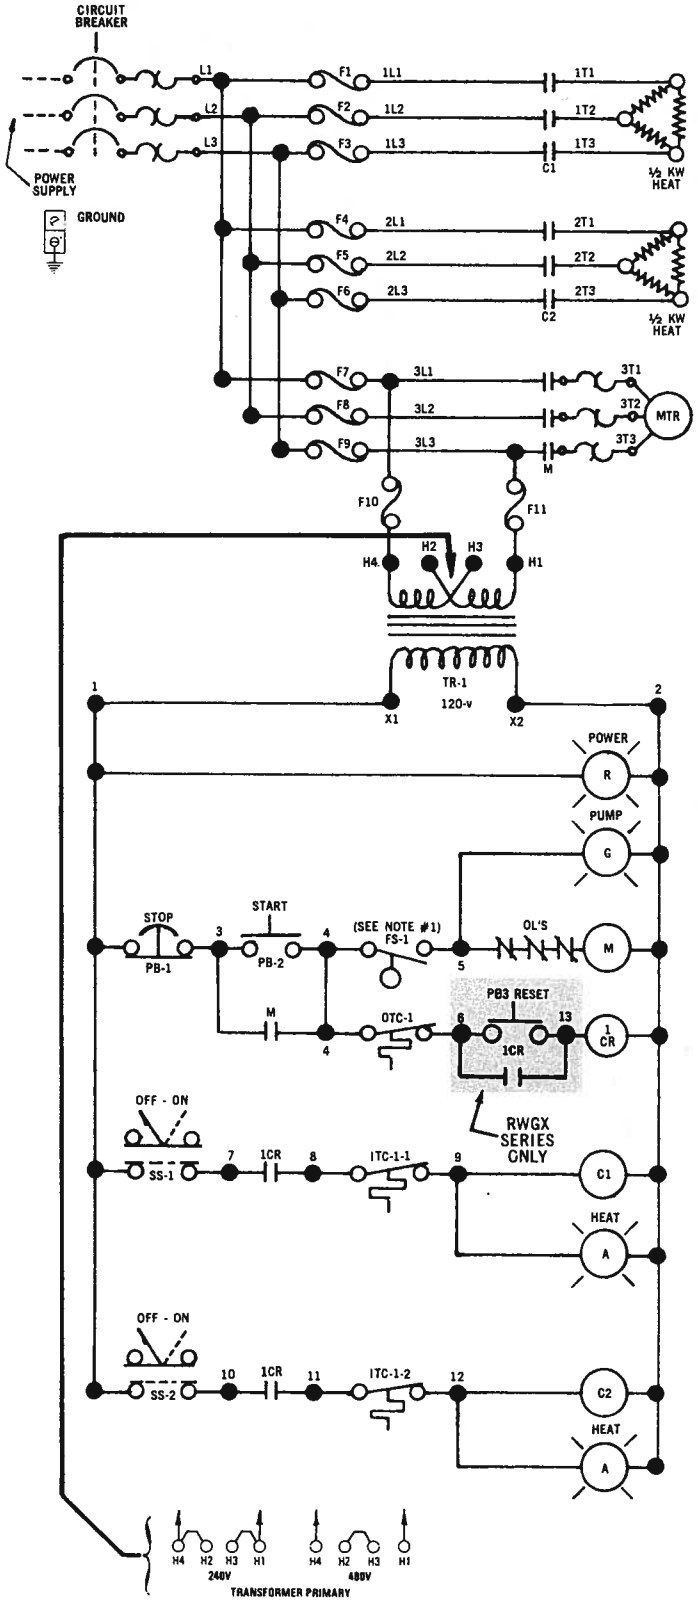 CIRCUIT
BREAKER
L1
F1
1L1
1T1
L2
F2
1L2
1T2
L3
F3
1L3
1T3
C1
½ KW
HEAT
POWER
SUPPLY
GROUND
F4
2L1
2T1
F5
2L2
2T2
F6
2L3
2T3
C2
½ KW
HEAT
F7
3L1
3T1
F8
3L2
3T2
MTR
F9
3L3
3T3
M
F10
F11
H4
H2
H3
H1
TR-1
120-v
X1
X2
1
2
POWER
R
PUMP
G
STOP
START
(SEE NOTE #1)
OL'S
3
4
FS-1
5
M
PB-1
PB-2
PB3 RESET
M
OTC-1
6
13
1
CR
4
1CR
RWGX
SERIES
ONLY
OFF - ON
SS-1
7
1CR
8
ITC-1-1
9
C1
HEAT
A
OFF - ON
SS-2
10
1CR
11
ITC-1-2
12
C2
HEAT
A
H4
H2
H3
H1
H4
H2
H3
H1
240V
480V
TRANSFORMER PRIMARY